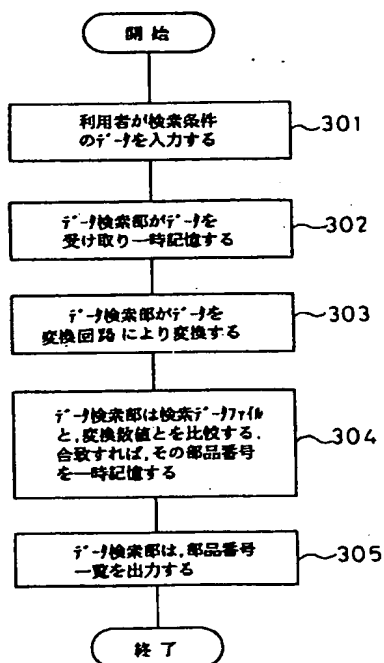 開始
利用者が検索条件
のデータを入力する
301
データ検索部がデータを
受け取り一時記憶する
302
データ検索部がデータを
変換回路により変換する
303
データ検索部は検索データファイル
と,変換数値とを比較する.
合致すれば,その部品番号
を一時記憶する
304
データ検索部は,部品番号
一覧を出力する
305
終了